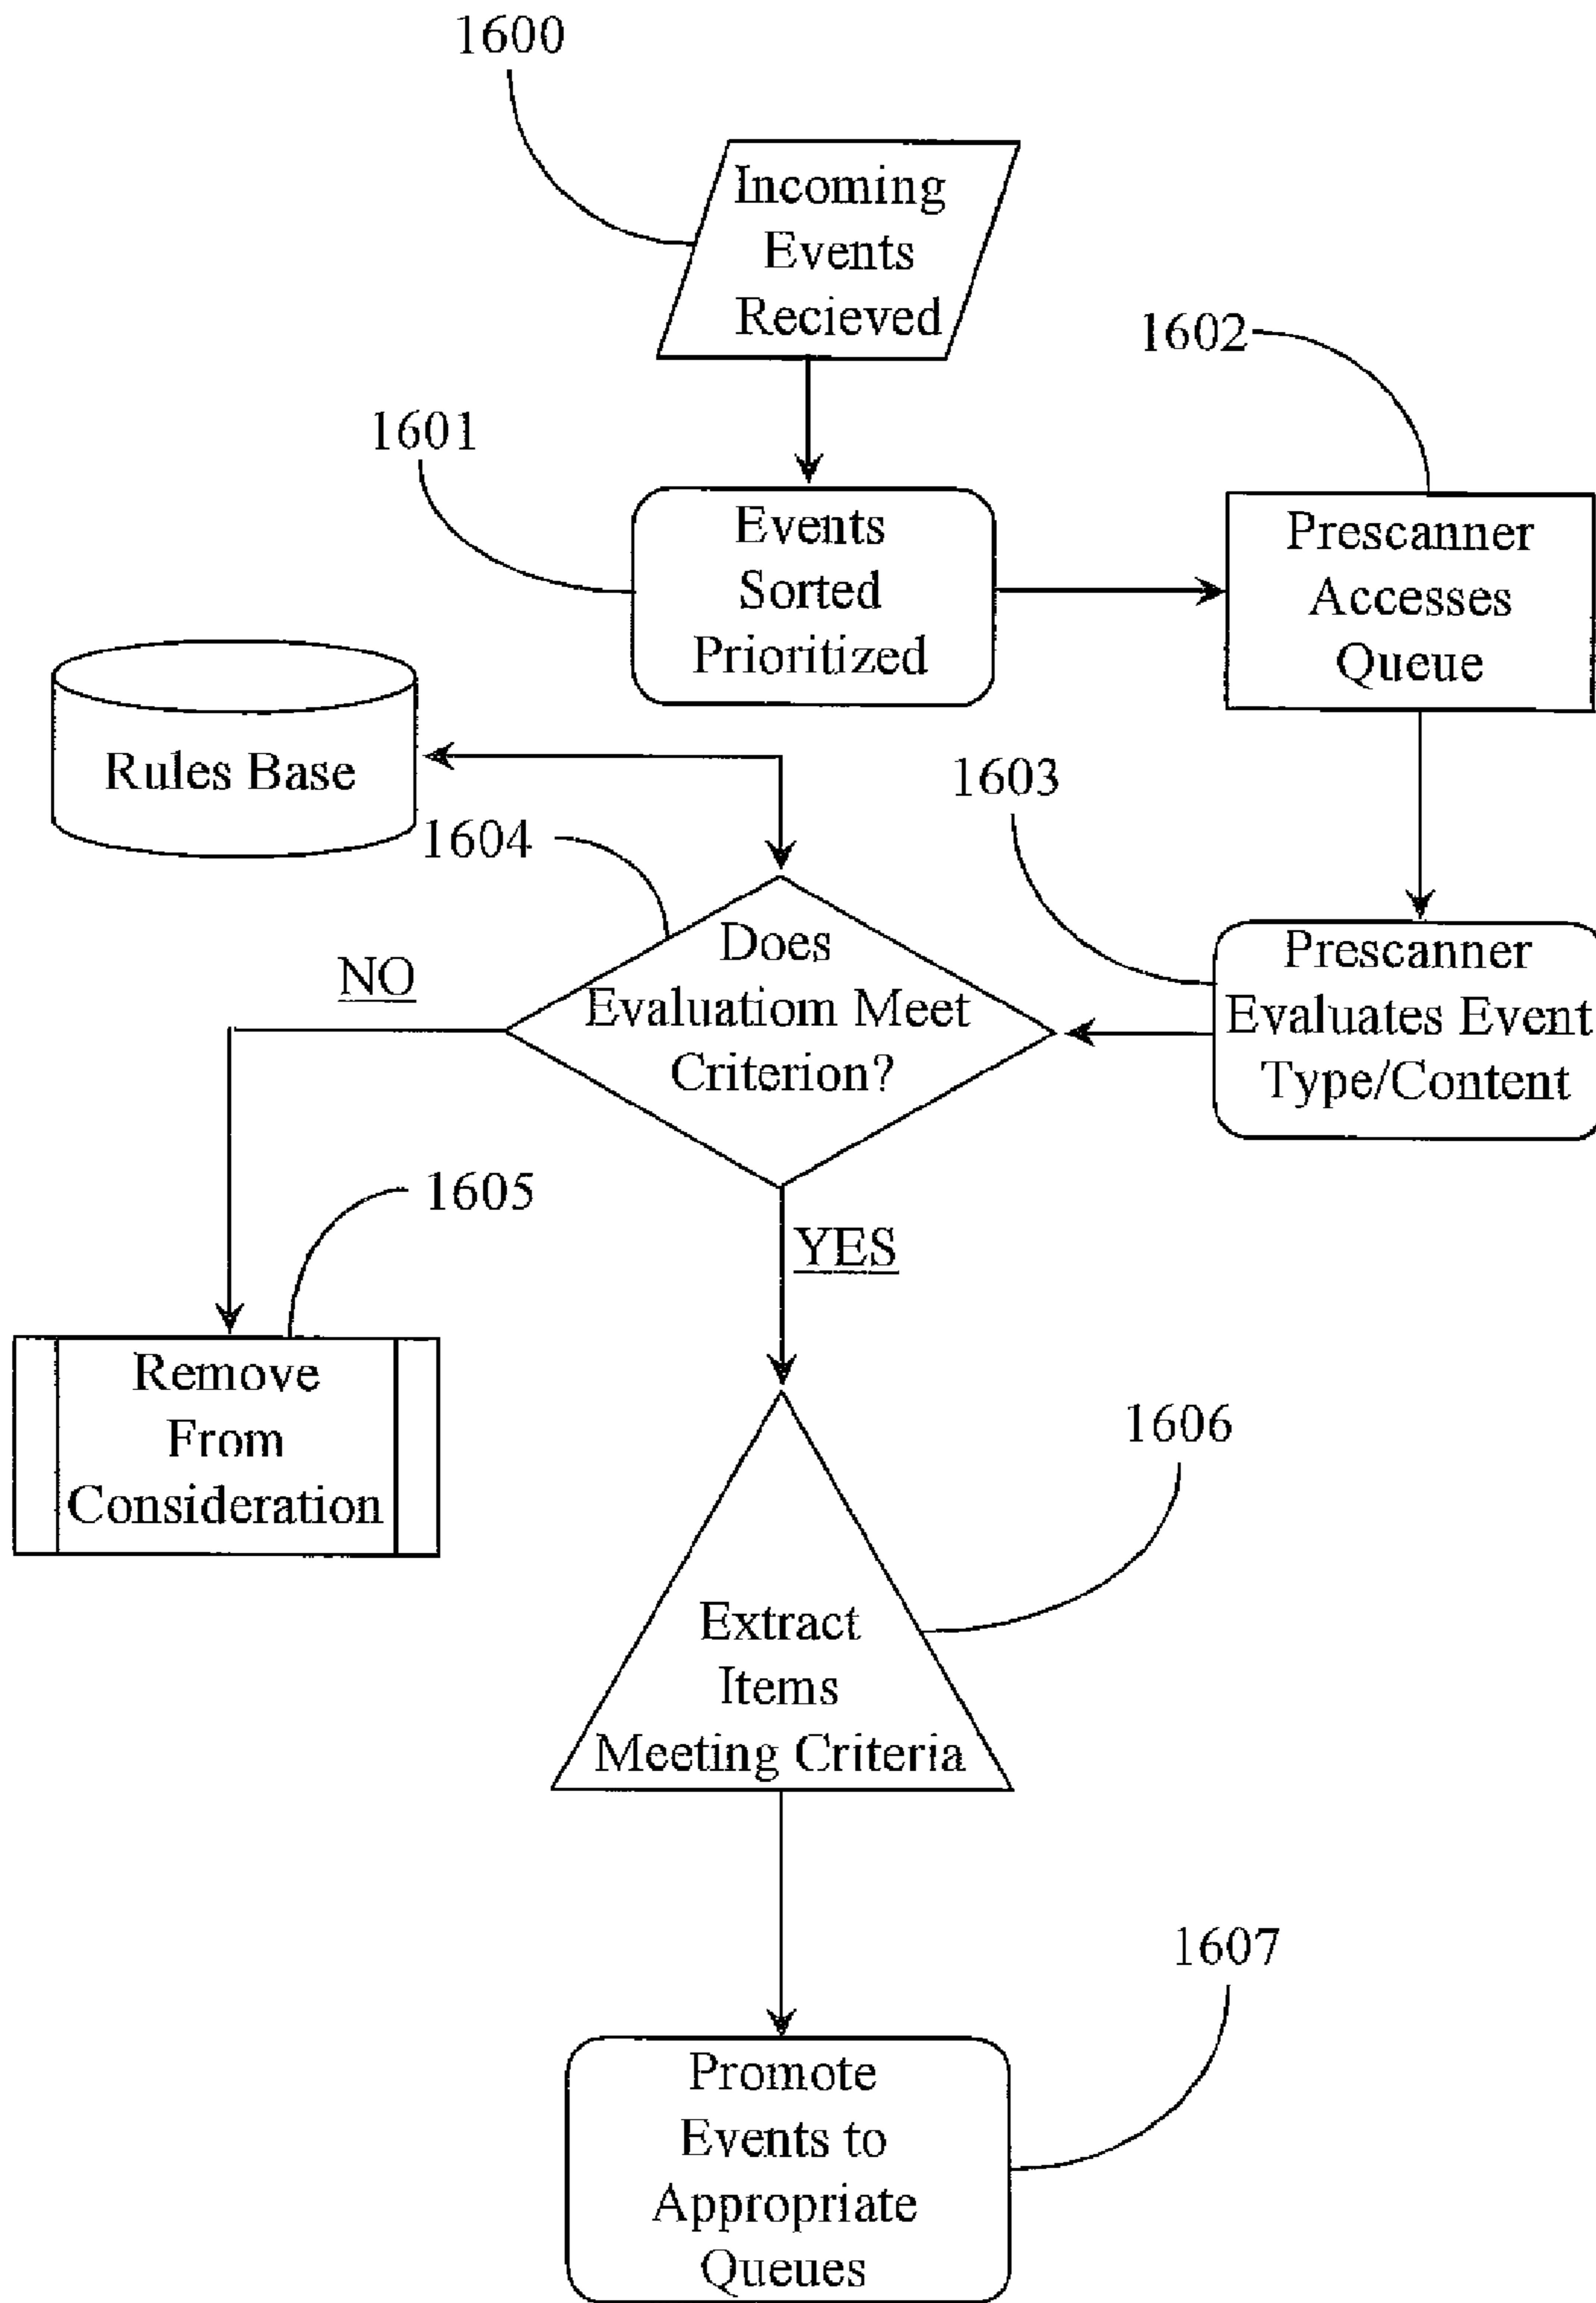 1600
Incoming
Events
Recieved
1602
1601
Events
Sorted
Prioritized
Prescanner
Accesses
Queue
Rules Base
1603
1604
Does
Evaluatiom Meet
Criterion?
NO
Prescanner
Evaluates Event
Type/Content
1605
YES
Remove
From
Consideration
1606
Extract
Items
Meeting Criteria
1607
Promote
Events to
Appropriate
Queues